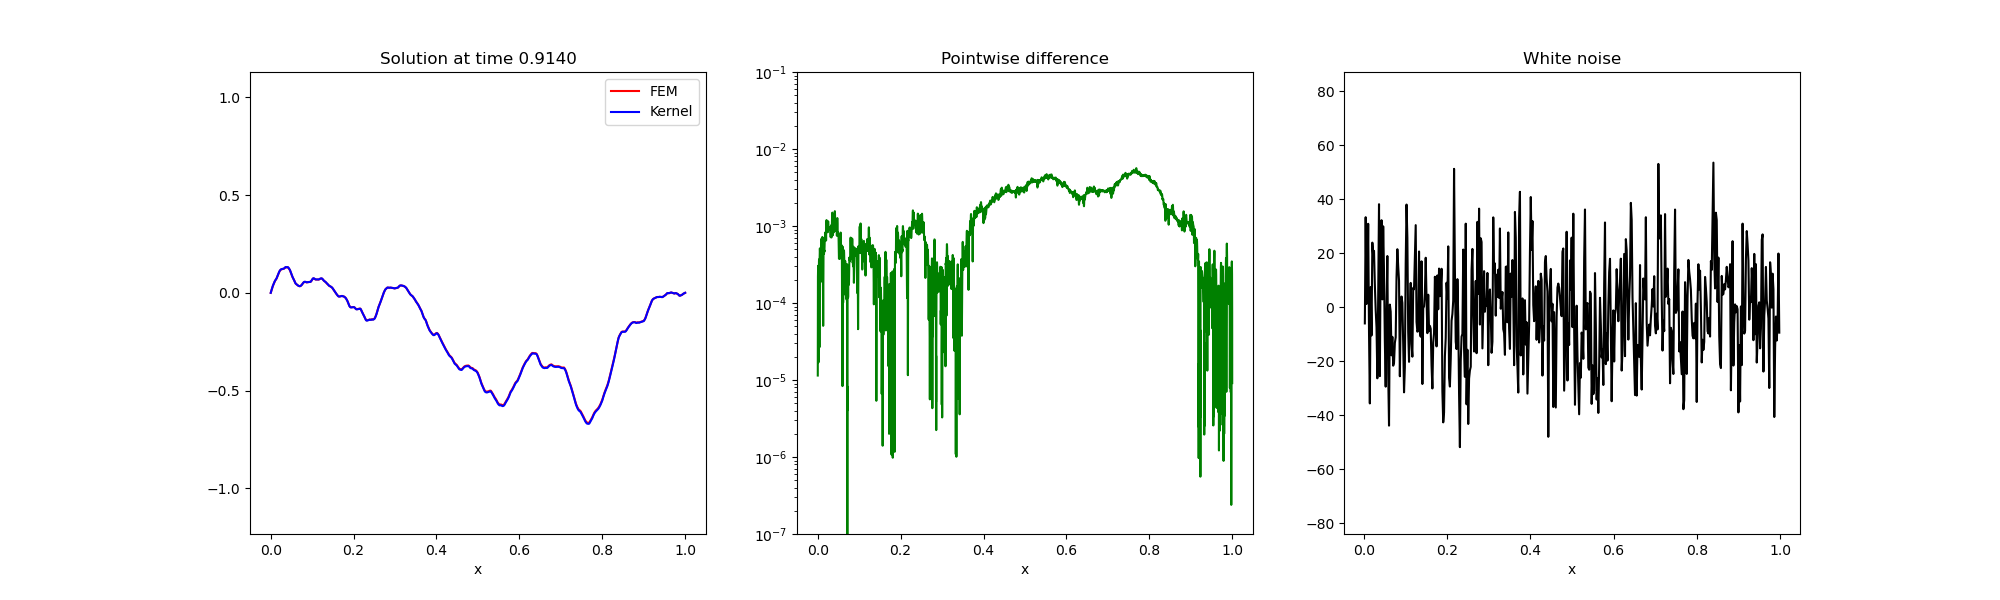 Solution at time 0.9140
1.0
0.5
0.0
−0.5
−1.0
0.0 0.2 0.4 0.6 0.8 1.0
x
FEM
Kernel
Pointwise difference
10⁻¹
10⁻²
10⁻³
10⁻⁴
10⁻⁵
10⁻⁶
10⁻⁷
0.0 0.2 0.4 0.6 0.8 1.0
x
White noise
80
60
40
20
0
−20
−40
−60
−80
0.0 0.2 0.4 0.6 0.8 1.0
x